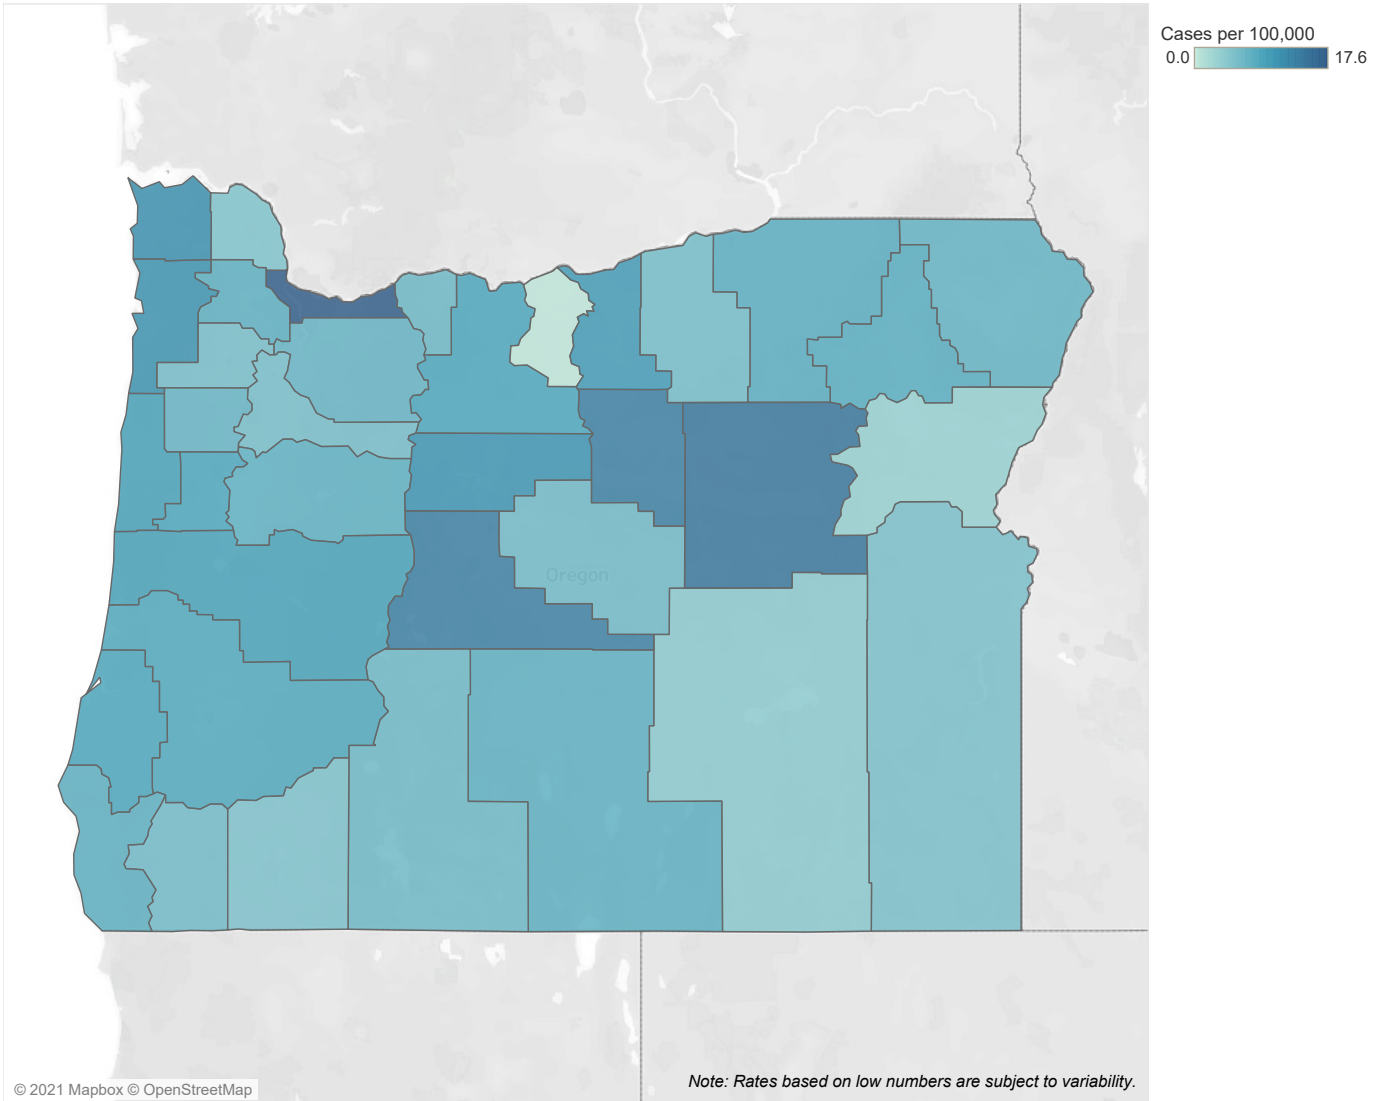 Cases per 100,000
0.0 17.6
Oregon
Note: Rates based on low numbers are subject to variability.
© 2021 Mapbox © OpenStreetMap